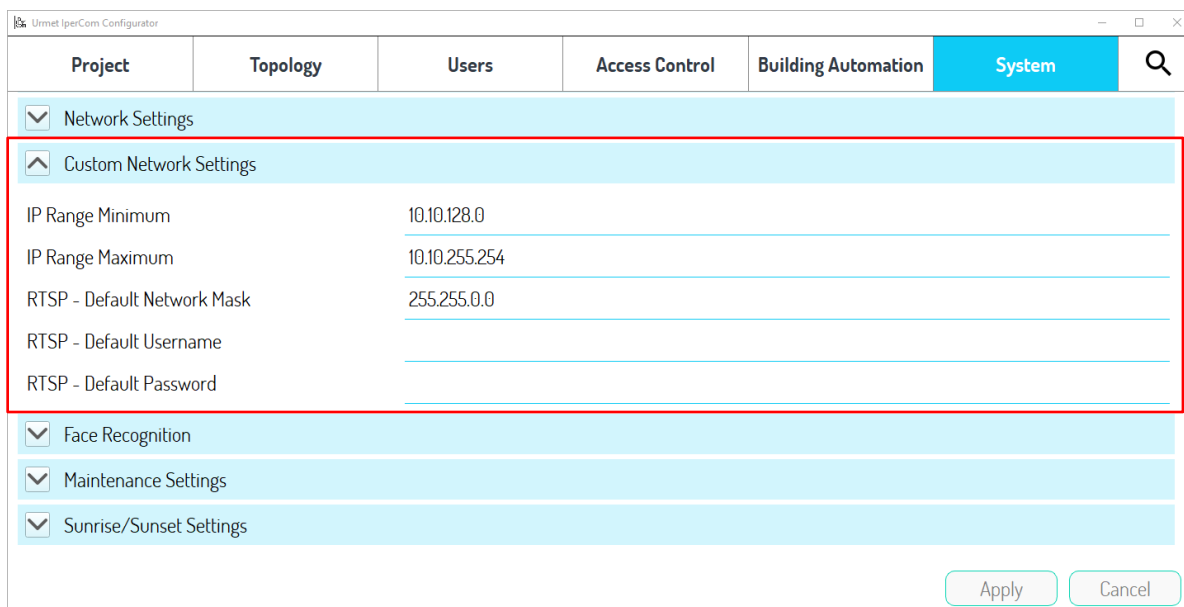 Urmet IperCom Configurator
Project Topology Users Access Control Building Automation System
Network Settings
Custom Network Settings
IP Range Minimum 10.10.128.0
IP Range Maximum 10.10.255.254
RTSP - Default Network Mask 255.255.0.0
RTSP - Default Username
RTSP - Default Password
Face Recognition
Maintenance Settings
Sunrise/Sunset Settings
Apply Cancel